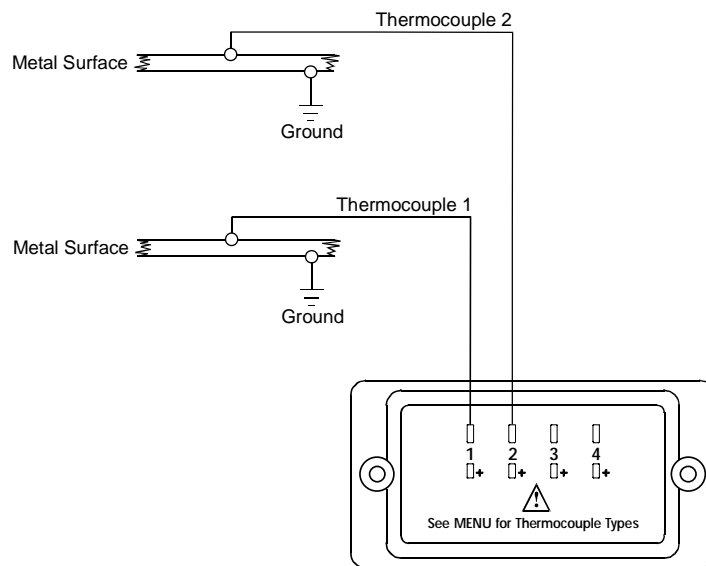 Thermocouple 2
Metal Surface
Ground
Thermocouple 1
Metal Surface
Ground
1 2 3 4
+ + + +
See MENU for Thermocouple Types